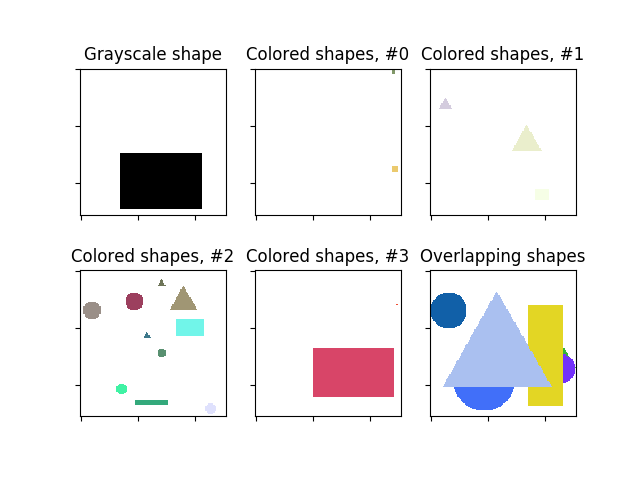 Grayscale shape
Colored shapes, #0
Colored shapes, #1
Colored shapes, #2
Colored shapes, #3
Overlapping shapes